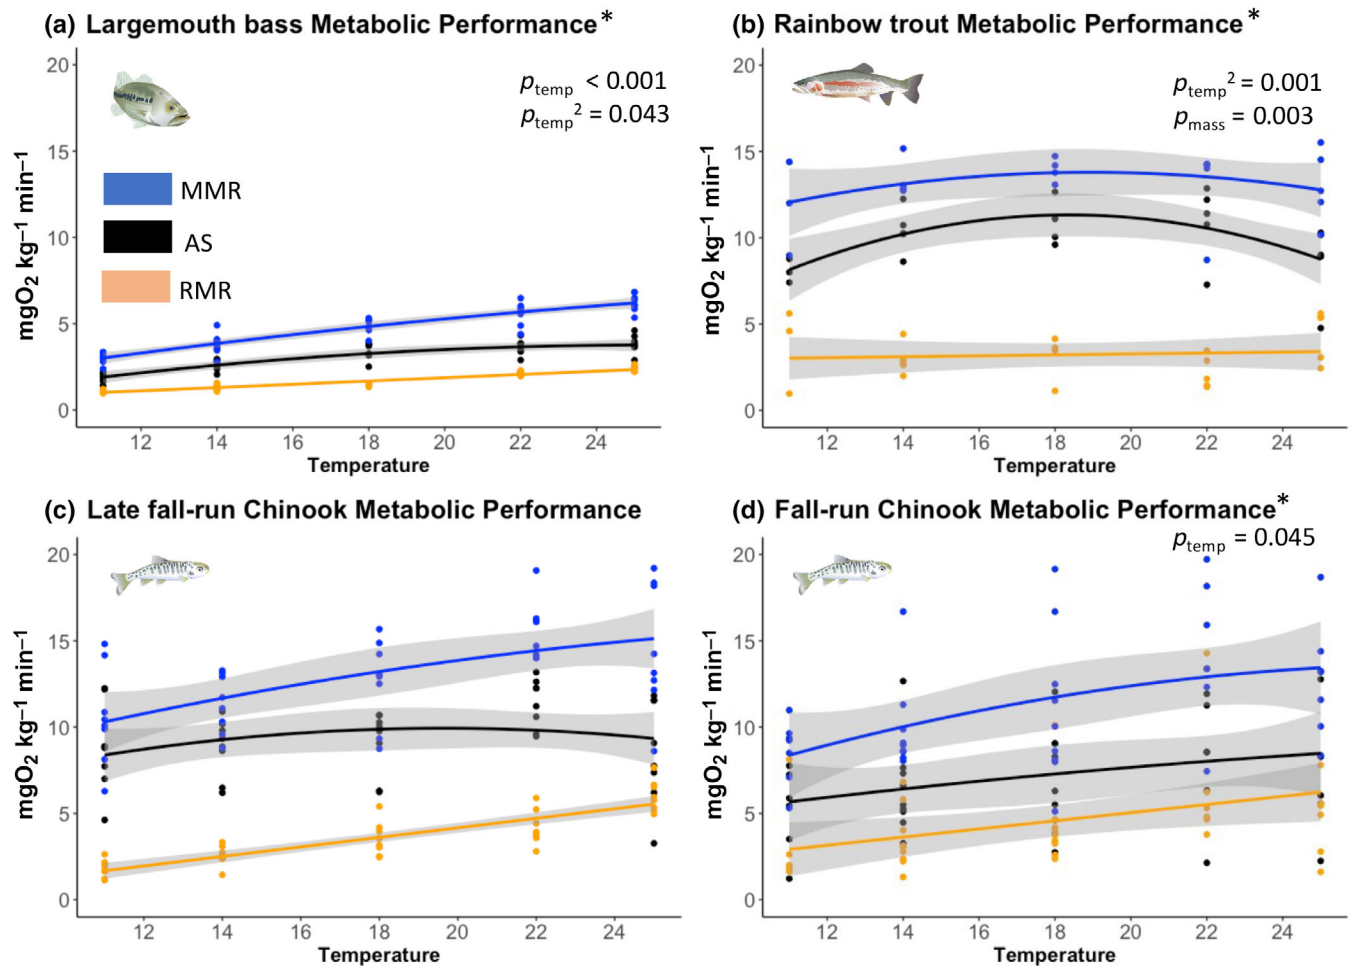 (a) Largemouth bass Metabolic Performance*
p_temp < 0.001
p_temp² = 0.043
MMR
AS
RMR
mgO₂ kg⁻¹ min⁻¹
20
15
10
5
0
12 14 16 18 20 22 24
Temperature
(b) Rainbow trout Metabolic Performance*
p_temp² = 0.001
p_mass = 0.003
mgO₂ kg⁻¹ min⁻¹
20
15
10
5
0
12 14 16 18 20 22 24
Temperature
(c) Late fall-run Chinook Metabolic Performance
mgO₂ kg⁻¹ min⁻¹
20
15
10
5
0
12 14 16 18 20 22 24
Temperature
(d) Fall-run Chinook Metabolic Performance*
p_temp = 0.045
mgO₂ kg⁻¹ min⁻¹
20
15
10
5
0
12 14 16 18 20 22 24
Temperature